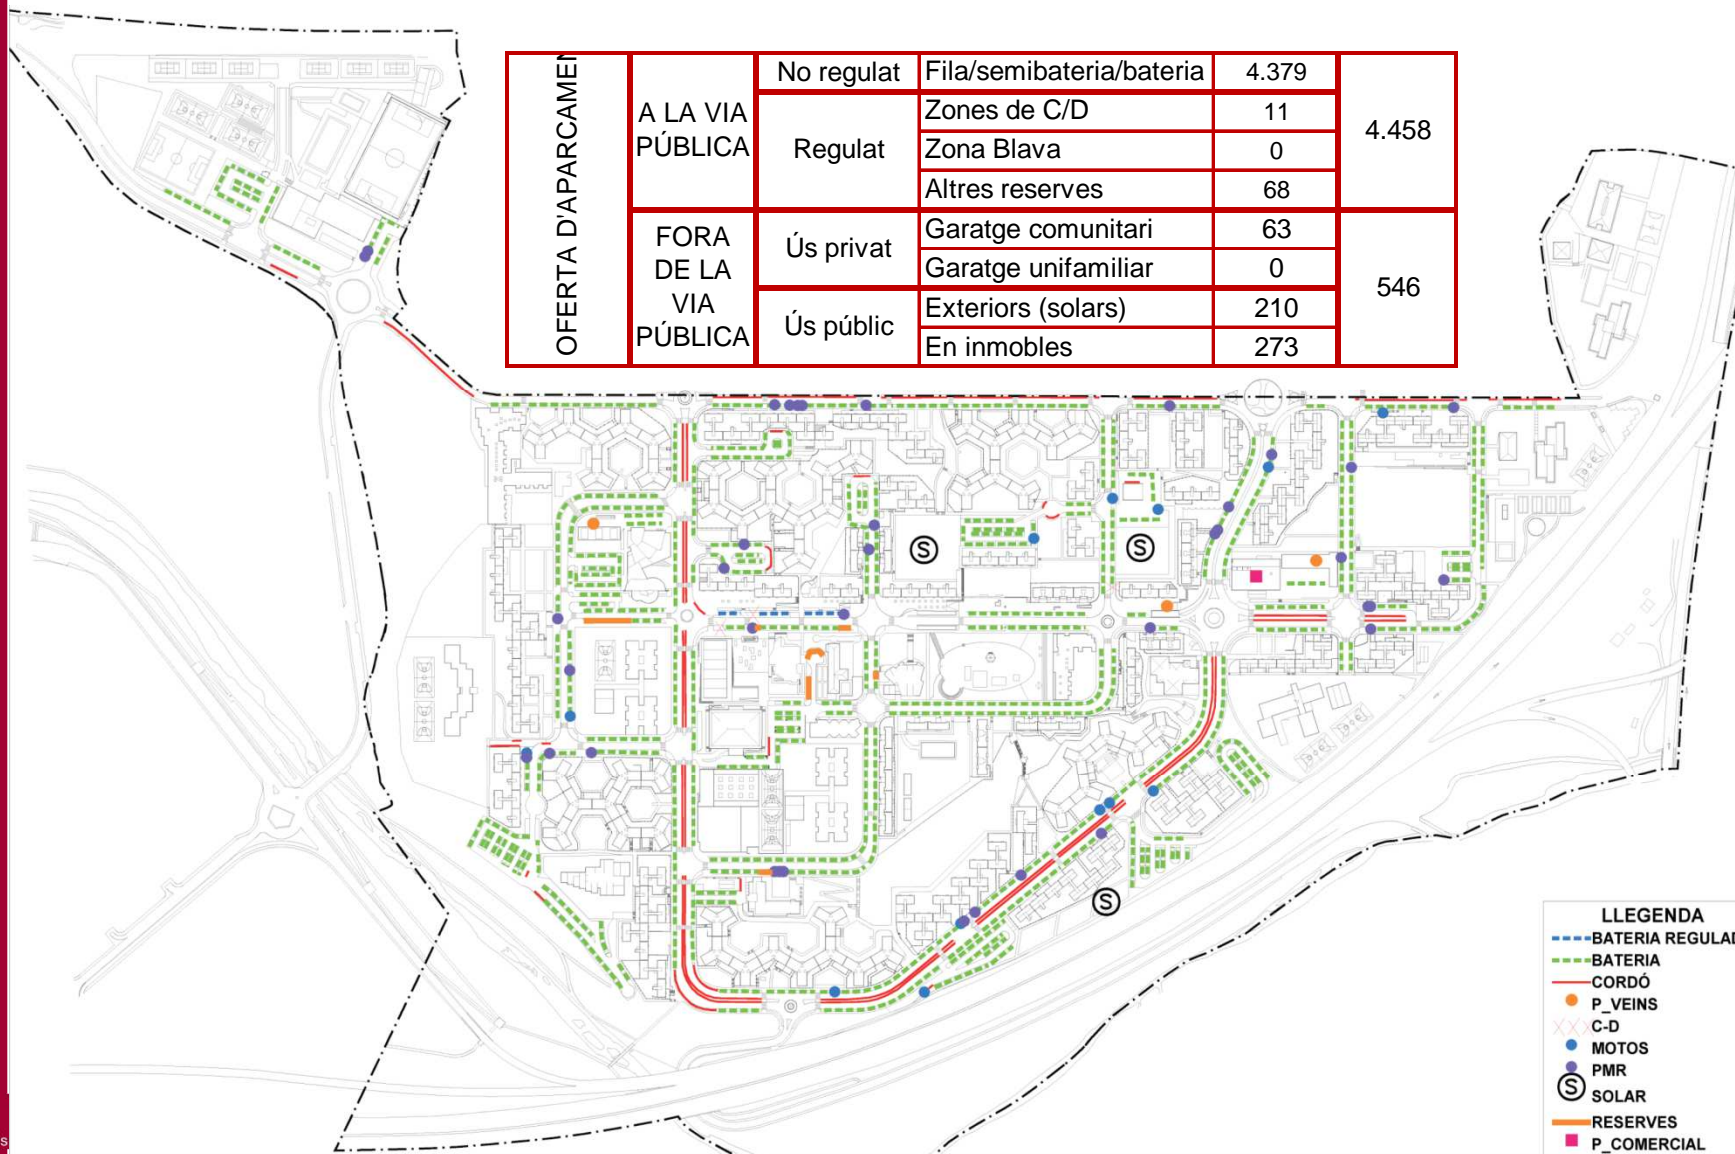 OFERTA D'APARCAMEN
A LA VIA
PÚBLICA
No regulat
Fila/semibateria/bateria
4.379
4.458
Regulat
Zones de C/D
11
Zona Blava
0
Altres reserves
68
FORA
DE LA
VIA
PÚBLICA
Ús privat
Garatge comunitari
63
546
Garatge unifamiliar
0
Ús públic
Exteriors (solars)
210
En inmobles
273
S
S
S
LLEGENDA
BATERIA REGULAD
BATERIA
CORDÓ
P_VEINS
C-D
MOTOS
PMR
S SOLAR
RESERVES
P_COMERCIAL
s